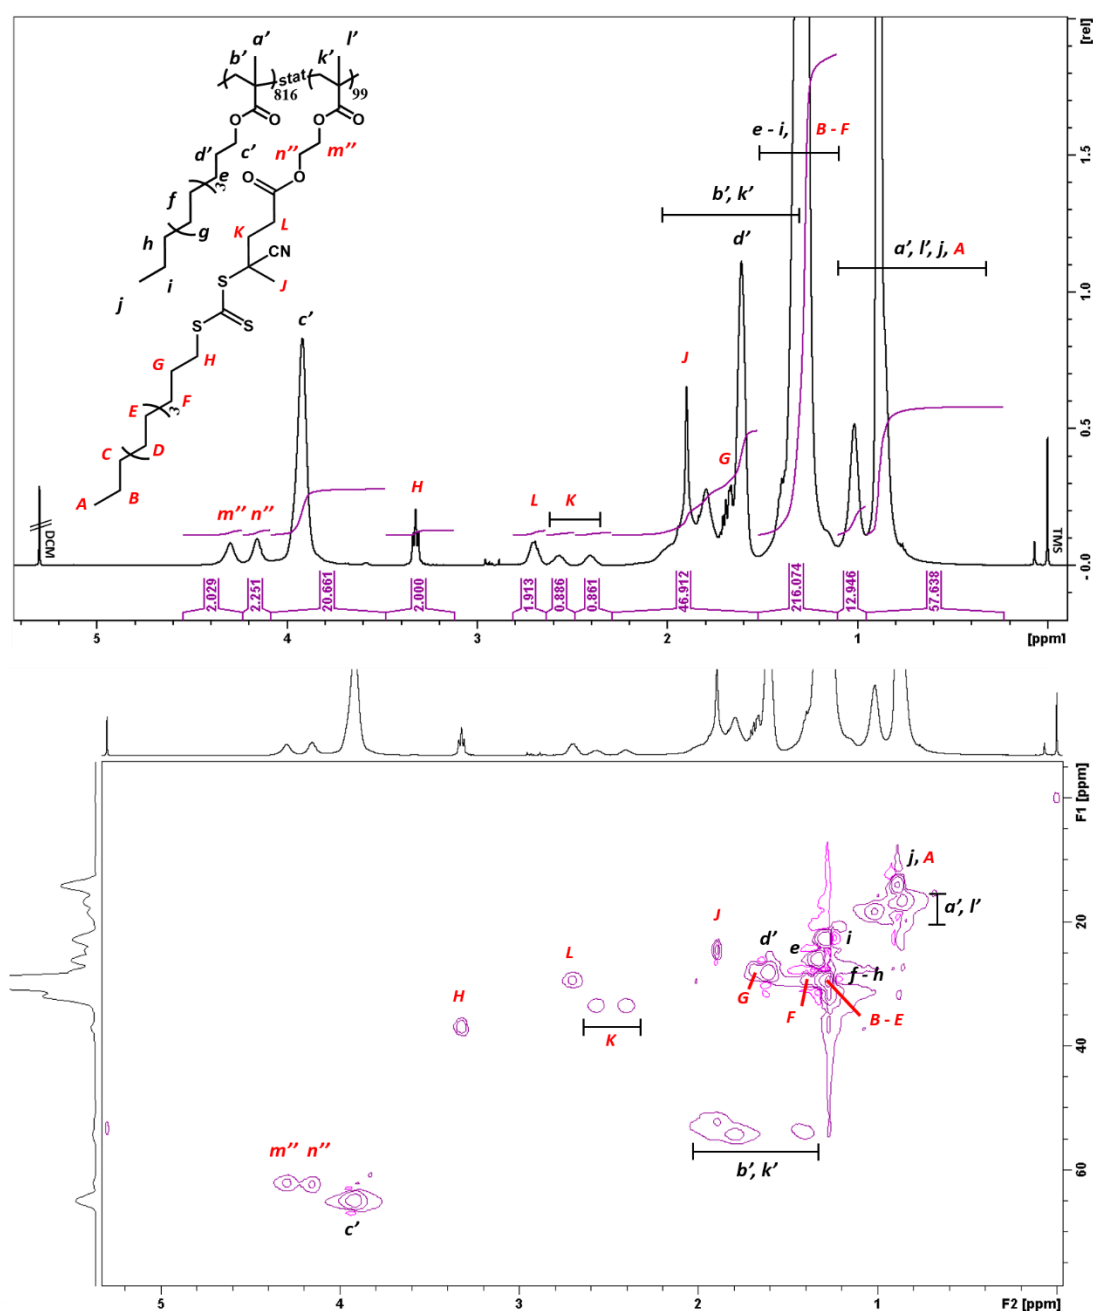 a' l'
b' k'
stat
816 99
O O
O O
d' c' n'' m''
e O
3 O
f
g K L
h CN
j i S J
S S
c'
G H
E 3 F
C D
A B
m'' n'' H L K
J G d'
b', k'
e - i, B - F
a', l', j, A
DCM TMS
[rel]
1.5
1.0
0.5
0.0
2.029 2.251 20.661 2.000 1.913 0.886 0.861 46.912 216.074 12.946 57.638
5 4 3 2 1 [ppm]
F1 [ppm]
j, A
a', l'
J
d' e i
L
f - h
G F B - E
H
K
m'' n''
b', k'
c'
20
40
60
5 4 3 2 1 F2 [ppm]